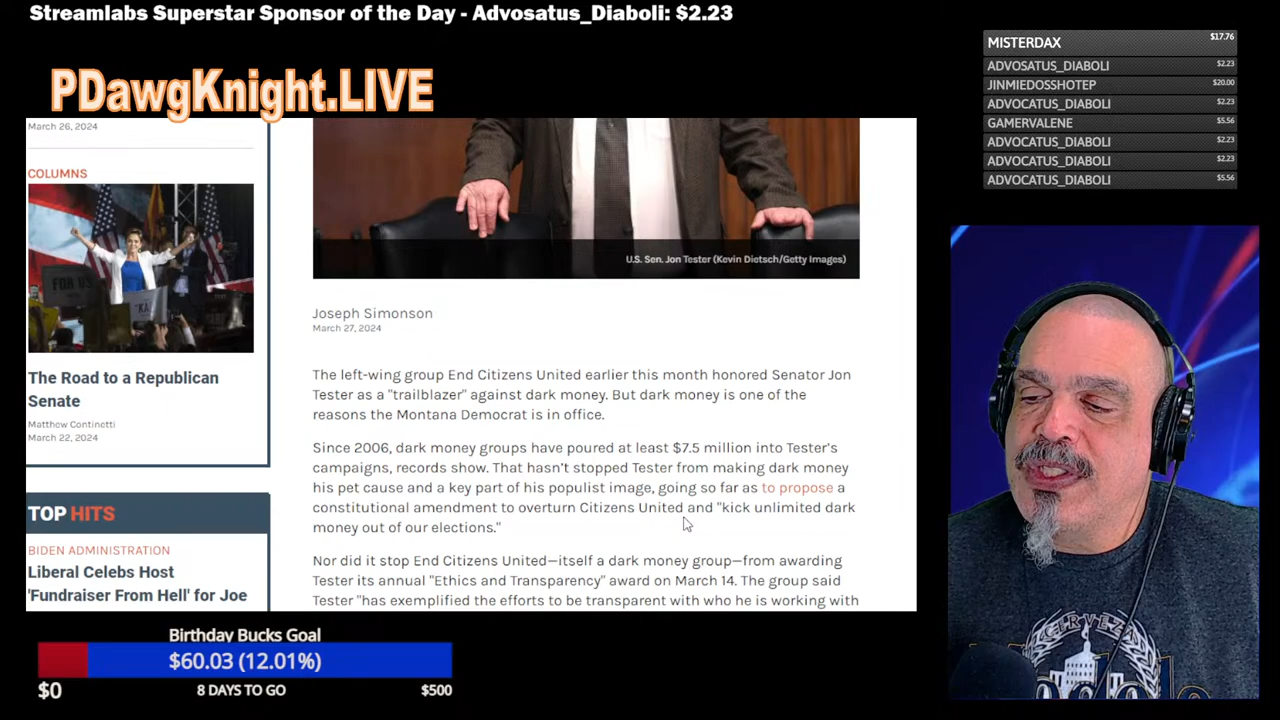 Streamlabs Superstar Sponsor of the Day - Advosatus_Diaboli: $2.23
PDawgKnight.LIVE
March 26, 2024
COLUMNS
The Road to a Republican
Senate
Matthew Continetti
March 22, 2024
TOP HITS
BIDEN ADMINISTRATION
Liberal Celebs Host
'Fundraiser From Hell' for Joe
U.S. Sen. Jon Tester (Kevin Dietsch/Getty Images)
Joseph Simonson
March 27, 2024
The left-wing group End Citizens United earlier this month honored Senator Jon
Tester as a "trailblazer" against dark money. But dark money is one of the
reasons the Montana Democrat is in office.
Since 2006, dark money groups have poured at least $7.5 million into Tester's
campaigns, records show. That hasn't stopped Tester from making dark money
his pet cause and a key part of his populist image, going so far as to propose a
constitutional amendment to overturn Citizens United and "kick unlimited dark
money out of our elections."
Nor did it stop End Citizens United—itself a dark money group—from awarding
Tester its annual "Ethics and Transparency" award on March 14. The group said
Tester "has exemplified the efforts to be transparent with who he is working with
MISTERDAX $17.76
ADVOSATUS_DIABOLI $2.23
JINMIEDOSSHOTEP $20.00
ADVOCATUS_DIABOLI $2.23
GAMERVALENE $5.56
ADVOCATUS_DIABOLI $2.23
ADVOCATUS_DIABOLI $2.23
ADVOCATUS_DIABOLI $5.56
CERVEZA
Birthday Bucks Goal
$60.03 (12.01%)
$0 8 DAYS TO GO $500